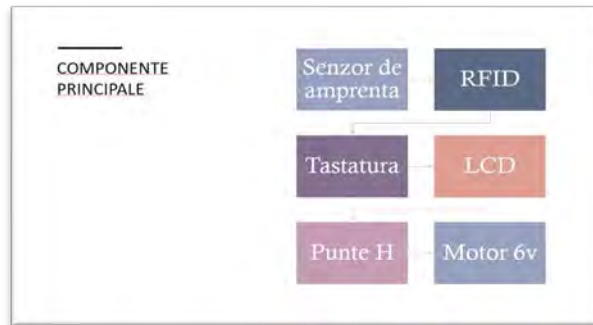 COMPONENTE
PRINCIPALE
Senzor de
amprenta
RFID
Tastatura
LCD
Punte H
Motor 6v